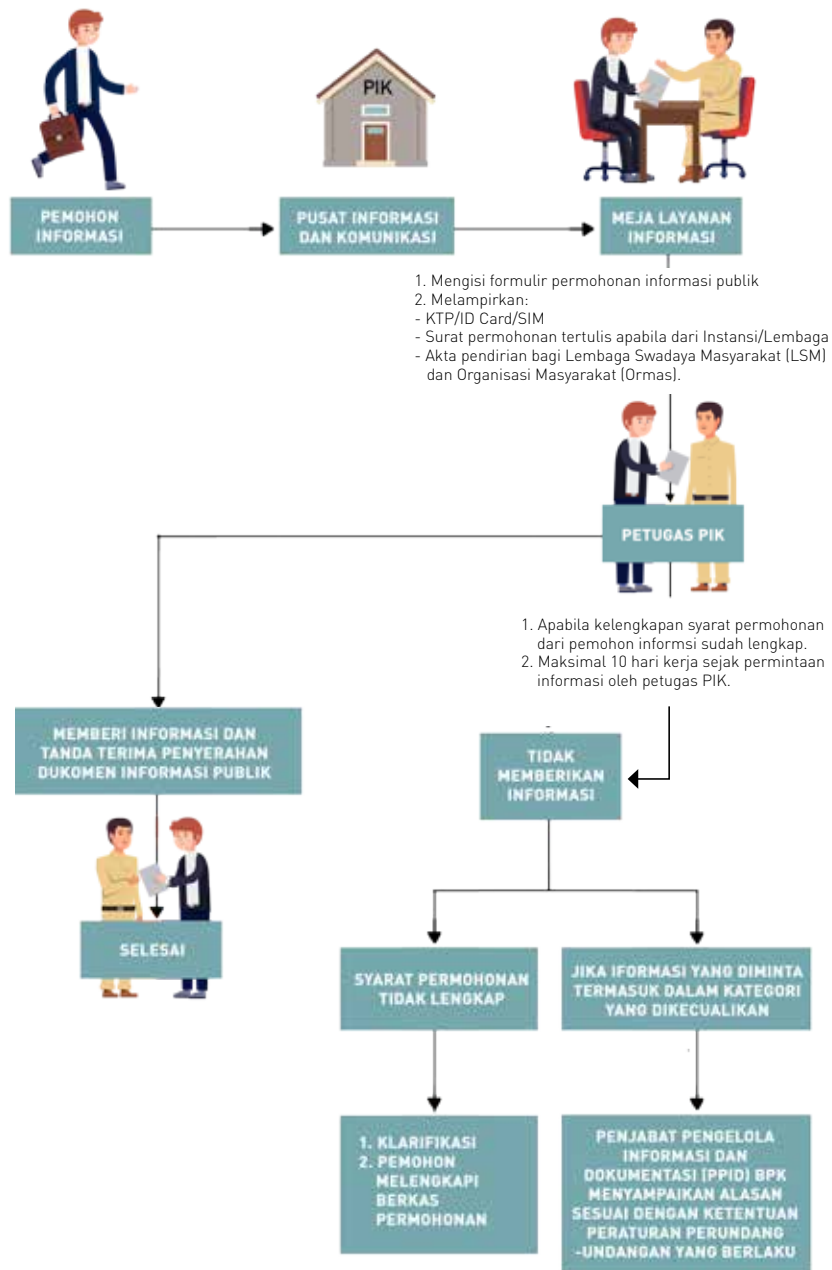 PIK
PEMOHON
INFORMASI
PUSAT INFORMASI
DAN KOMUNIKASI
MEJA LAYANAN
INFORMASI
1. Mengisi formulir permohonan informasi publik
2. Melampirkan:
- KTP/ID Card/SIM
- Surat permohonan tertulis apabila dari Instansi/Lembaga
- Akta pendirian bagi Lembaga Swadaya Masyarakat (LSM)
dan Organisasi Masyarakat (Ormas).
PETUGAS PIK
1. Apabila kelengkapan syarat permohonan
dari pemohon informsi sudah lengkap.
2. Maksimal 10 hari kerja sejak permintaan
informasi oleh petugas PIK.
MEMBERI INFORMASI DAN
TANDA TERIMA PENYERAHAN
DUKOMEN INFORMASI PUBLIK
SELESAI
-
TIDAK
MEMBERIKAN
INFORMASI
SYARAT PERMOHONAN
TIDAK LENGKAP
JIKA IFORMASI YANG DIMINTA
TERMASUK DALAM KATEGORI
YANG DIKECUALIKAN
1. KLARIFIKASI
2. PEMOHON
MELENGKAPI
BERKAS
PERMOHONAN
PENJABAT PENGELOLA
INFORMASI DAN
DOKUMENTASI (PPID) BPK
MENYAMPAIKAN ALASAN
SESUAI DENGAN KETENTUAN
PERATURAN PERUNDANG
-UNDANGAN YANG BERLAKU